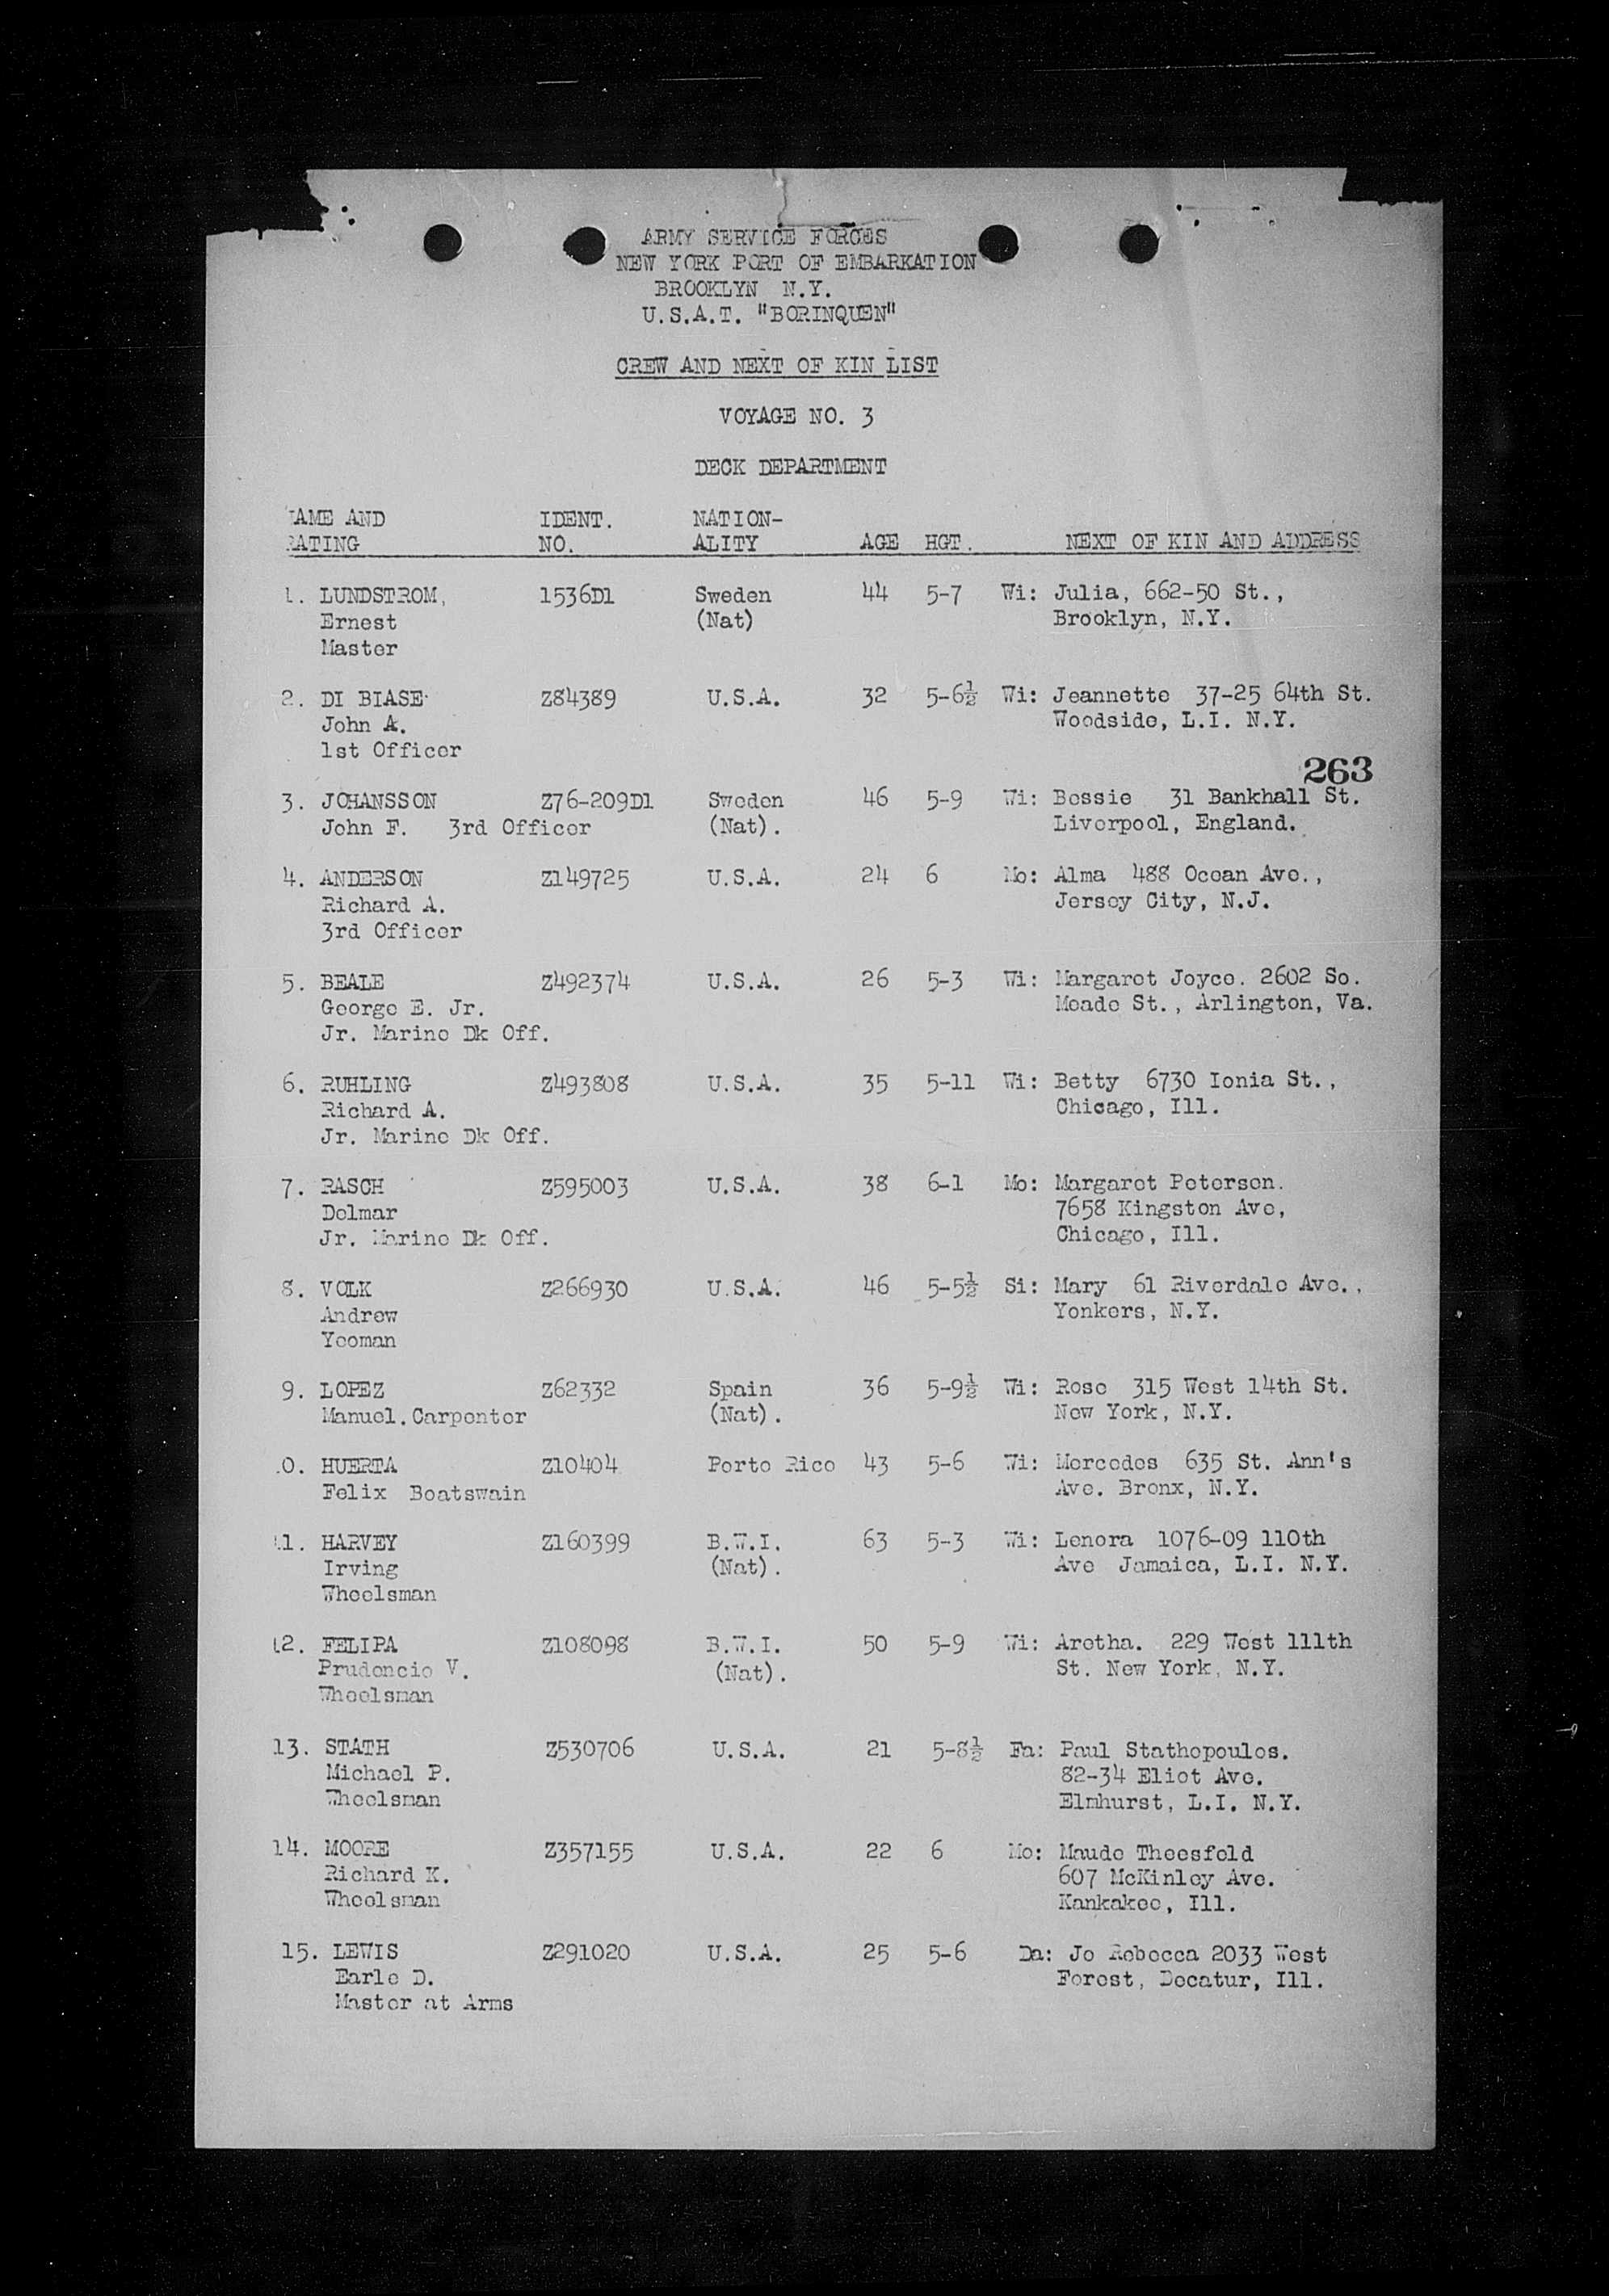 ARMY SERVICE FORCES
NEW YORK PORT OF EMBARKATION
BROOKLYN N.Y.
U.S.A.T. "BORINQUEN"
CREW AND NEXT OF KIN LIST
VOYAGE NO. 3
DECK DEPARTMENT
NAME AND IDENT. NATION-
RATING NO. ALITY AGE HGT. NEXT OF KIN AND ADDRESS
1. LUNDSTROM, 1536D1 Sweden 44 5-7 Wi: Julia, 662-50 St.,
Ernest (Nat) Brooklyn, N.Y.
Master
2. DI BIASE Z84389 U.S.A. 32 5-6½ Wi: Jeannette 37-25 64th St.
John A. Woodside, L.I. N.Y.
1st Officer
263
3. JOHANSSON Z76-209D1 Sweden 46 5-9 Wi: Bessie 31 Bankhall St.
John F. 3rd Officer (Nat). Liverpool, England.
4. ANDERSON Z149725 U.S.A. 24 6 Mo: Alma 488 Ocean Ave.,
Richard A. Jersey City, N.J.
3rd Officer
5. BEALE Z492374 U.S.A. 26 5-3 Wi: Margaret Joyce. 2602 So.
George E. Jr. Meade St., Arlington, Va.
Jr. Marine Dk Off.
6. RUHLING Z493808 U.S.A. 35 5-11 Wi: Betty 6730 Ionia St.,
Richard A. Chicago, Ill.
Jr. Marine Dk Off.
7. RASCH Z595003 U.S.A. 38 6-1 Mo: Margaret Peterson.
Delmar 7658 Kingston Ave,
Jr. Marine Dk Off. Chicago, Ill.
8. VOLK Z266930 U.S.A. 46 5-5½ Si: Mary 61 Riverdale Ave.,
Andrew Yonkers, N.Y.
Yeoman
9. LOPEZ Z62332 Spain 36 5-9½ Wi: Rose 315 West 14th St.
Manuel. Carpenter (Nat). New York, N.Y.
0. HUERTA Z10404 Porto Rico 43 5-6 Wi: Mercedes 635 St. Ann's
Felix Boatswain Ave. Bronx, N.Y.
11. HARVEY Z160399 B.W.I. 63 5-3 Wi: Lenora 1076-09 110th
Irving (Nat). Ave Jamaica, L.I. N.Y.
Wheelsman
12. FELIPA Z108098 B.W.I. 50 5-9 Wi: Aretha. 229 West 111th
Prudencio V. (Nat). St. New York, N.Y.
Wheelsman
13. STATH Z530706 U.S.A. 21 5-8½ Fa: Paul Stathopoulos.
Michael P. 82-34 Eliot Ave.
Wheelsman Elmhurst, L.I. N.Y.
14. MOORE Z357155 U.S.A. 22 6 Mo: Maude Theesfeld
Richard K. 607 McKinley Ave.
Wheelsman Kankakee, Ill.
15. LEWIS Z291020 U.S.A. 25 5-6 Da: Jo Rebecca 2033 West
Earle D. Forest, Decatur, Ill.
Master at Arms